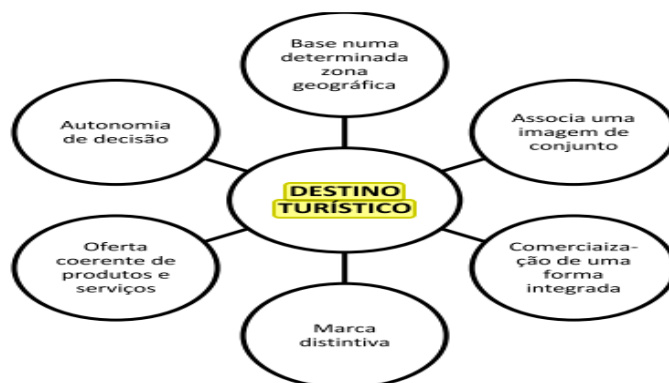 Base numa
determinada
zona
geográfica
Autonomia
de decisão
Associa uma
imagem de
conjunto
DESTINO
TURÍSTICO
Oferta
coerente de
produtos e
serviços
Comerciaiza-
ção de uma
forma
integrada
Marca
distintiva